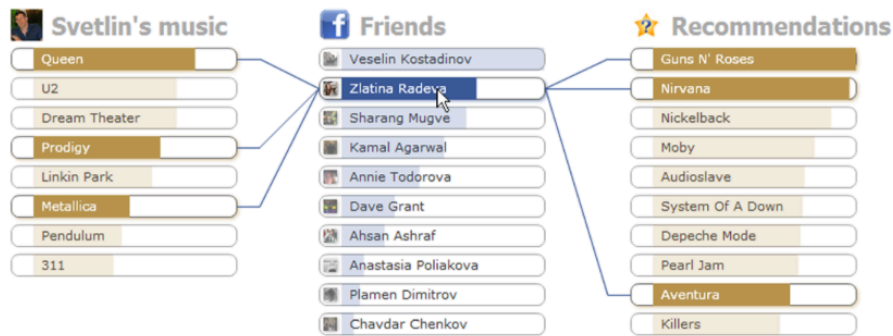 Svetlin's music
Queen
U2
Dream Theater
Prodigy
Linkin Park
Metallica
Pendulum
311
f Friends
Veselin Kostadinov
Zlatina Radeva
Sharang Mugve
Kamal Agarwal
Annie Todorova
Dave Grant
Ahsan Ashraf
Anastasia Poliakova
Plamen Dimitrov
Chavdar Chenkov
? Recommendations
Guns N' Roses
Nirvana
Nickelback
Moby
Audioslave
System Of A Down
Depeche Mode
Pearl Jam
Aventura
Killers